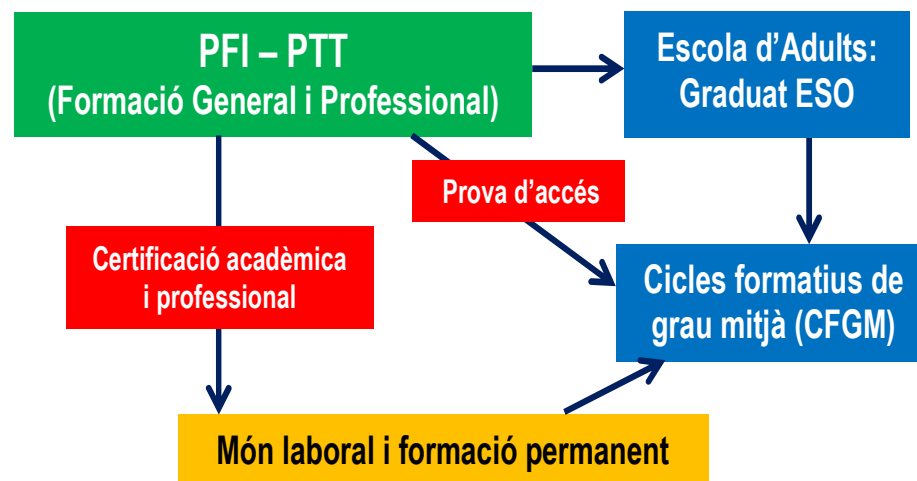 PFI – PTT
(Formació General i Professional)
Escola d’Adults:
Graduat ESO
Prova d’accés
Certificació acadèmica
i professional
Cicles formatius de
grau mitjà (CFGM)
Món laboral i formació permanent